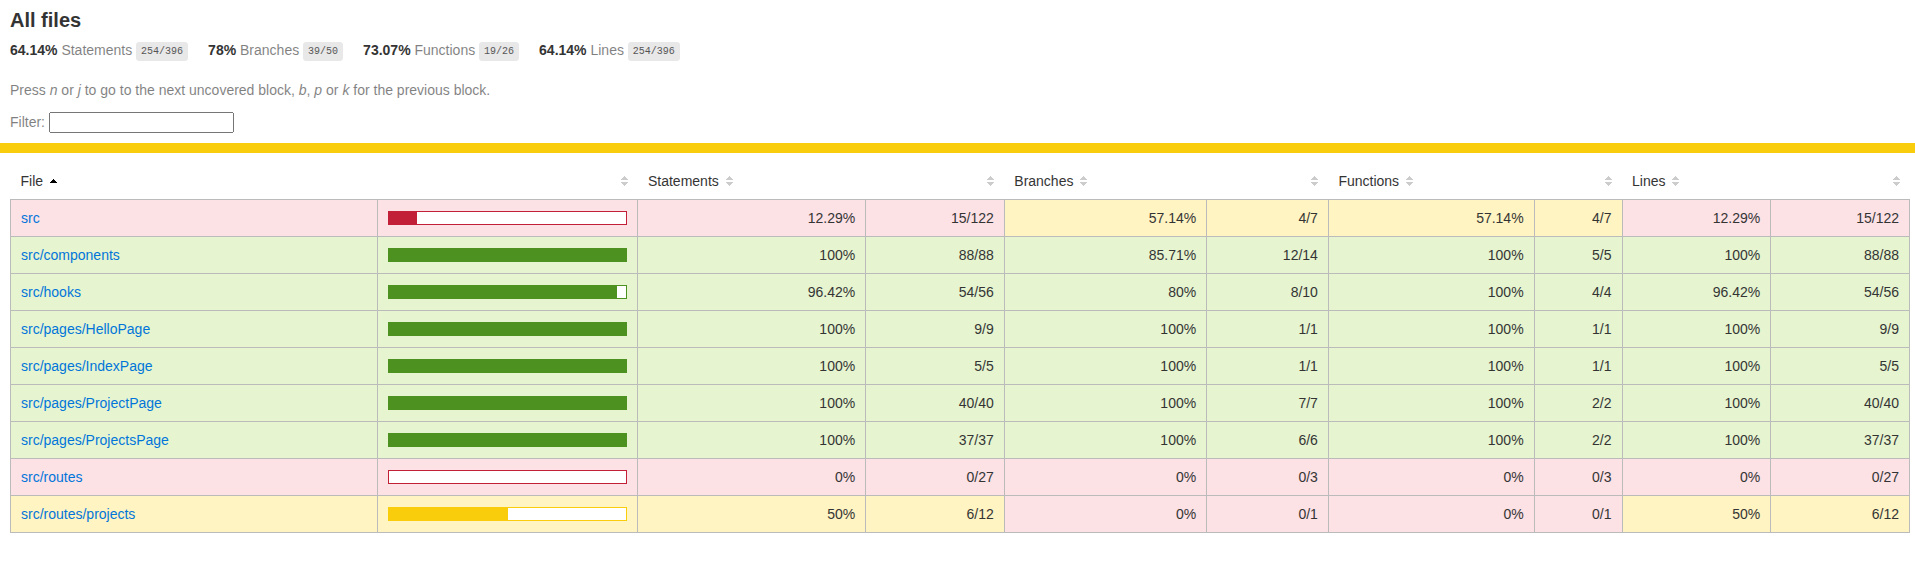 All files
64.14% Statements 254/396 78% Branches 39/50 73.07% Functions 19/26 64.14% Lines 254/396
Press n or j to go to the next uncovered block, b, p or k for the previous block.
Filter:
File Statements Branches Functions Lines
src 12.29% 15/122 57.14% 4/7 57.14% 4/7 12.29% 15/122
src/components 100% 88/88 85.71% 12/14 100% 5/5 100% 88/88
src/hooks 96.42% 54/56 80% 8/10 100% 4/4 96.42% 54/56
src/pages/HelloPage 100% 9/9 100% 1/1 100% 1/1 100% 9/9
src/pages/IndexPage 100% 5/5 100% 1/1 100% 1/1 100% 5/5
src/pages/ProjectPage 100% 40/40 100% 7/7 100% 2/2 100% 40/40
src/pages/ProjectsPage 100% 37/37 100% 6/6 100% 2/2 100% 37/37
src/routes 0% 0/27 0% 0/3 0% 0/3 0% 0/27
src/routes/projects 50% 6/12 0% 0/1 0% 0/1 50% 6/12